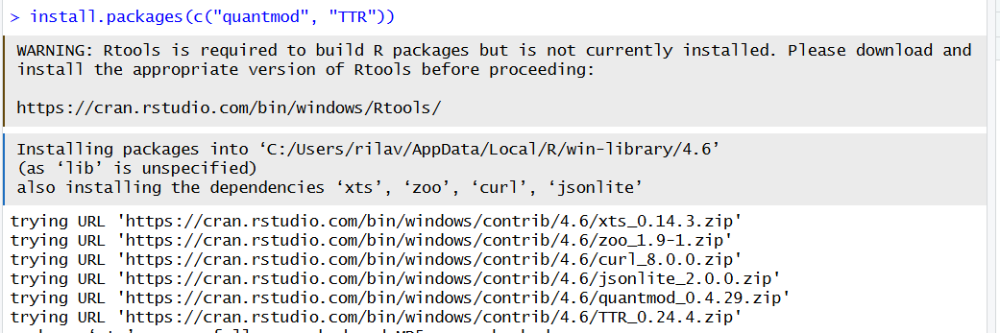 > install.packages(c("quantmod", "TTR"))
WARNING: Rtools is required to build R packages but is not currently installed. Please download and
install the appropriate version of Rtools before proceeding:
https://cran.rstudio.com/bin/windows/Rtools/
Installing packages into ‘C:/Users/rilav/AppData/Local/R/win-library/4.6’
(as ‘lib’ is unspecified)
also installing the dependencies ‘xts’, ‘zoo’, ‘curl’, ‘jsonlite’
trying URL 'https://cran.rstudio.com/bin/windows/contrib/4.6/xts_0.14.3.zip'
trying URL 'https://cran.rstudio.com/bin/windows/contrib/4.6/zoo_1.9-1.zip'
trying URL 'https://cran.rstudio.com/bin/windows/contrib/4.6/curl_8.0.0.zip'
trying URL 'https://cran.rstudio.com/bin/windows/contrib/4.6/jsonlite_2.0.0.zip'
trying URL 'https://cran.rstudio.com/bin/windows/contrib/4.6/quantmod_0.4.29.zip'
trying URL 'https://cran.rstudio.com/bin/windows/contrib/4.6/TTR_0.24.4.zip'